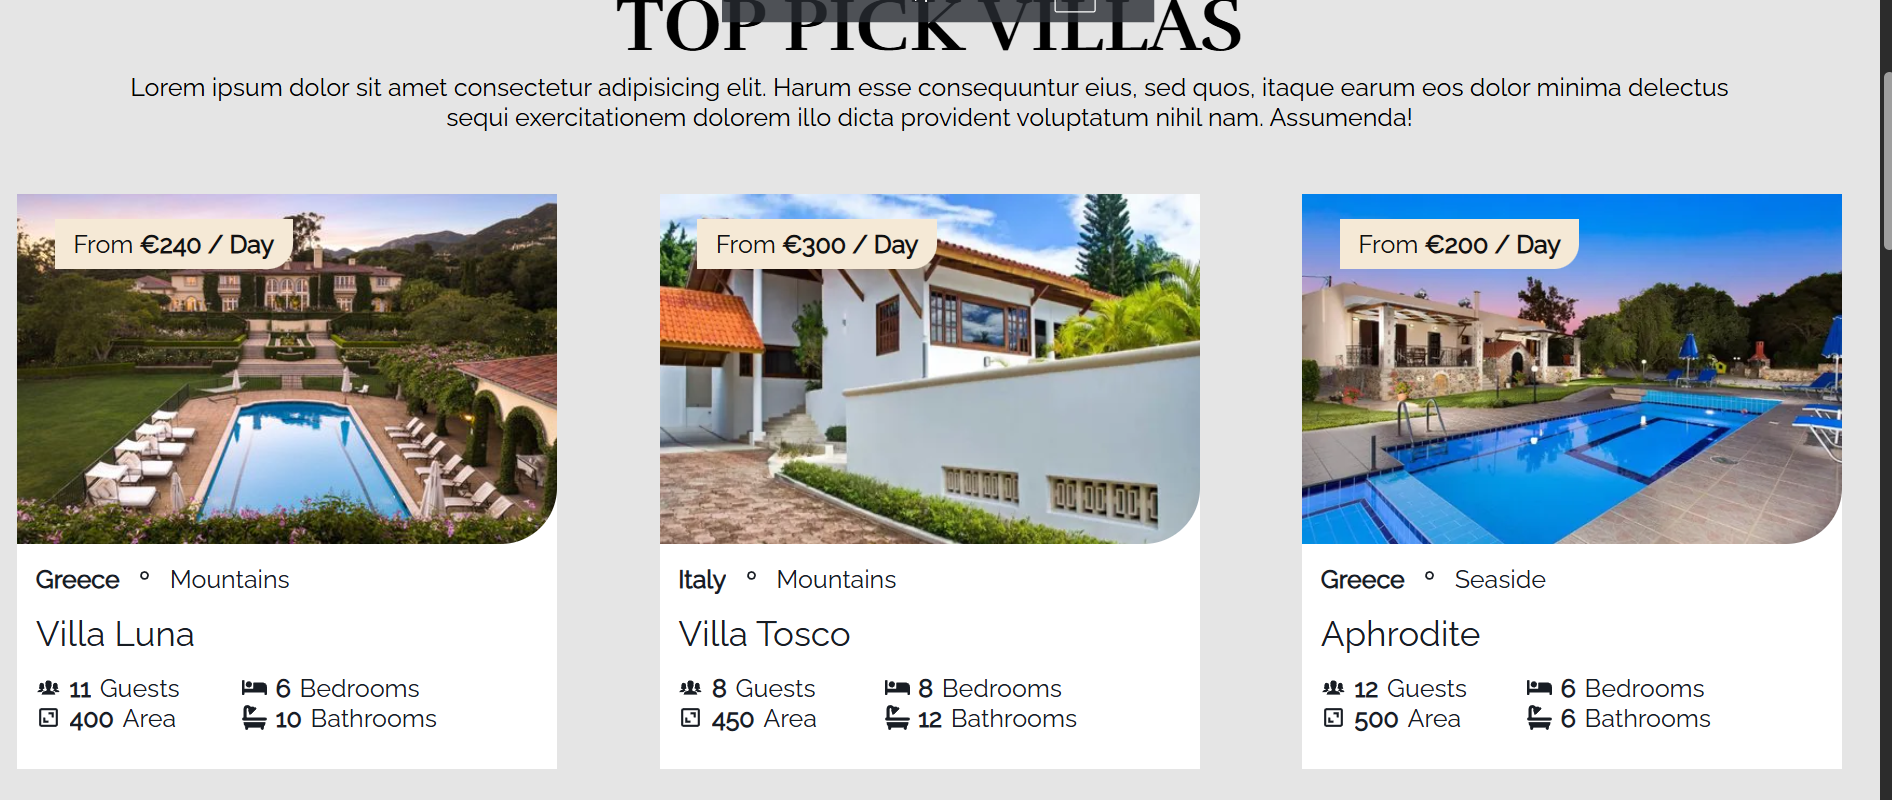 TOP PICK VILLAS
Lorem ipsum dolor sit amet consectetur adipisicing elit. Harum esse consequuntur eius, sed quos, itaque earum eos dolor minima delectus
sequi exercitationem dolorem illo dicta provident voluptatum nihil nam. Assumenda!
From €240 / Day
Greece ° Mountains
Villa Luna
11 Guests 6 Bedrooms
400 Area 10 Bathrooms
From €300 / Day
Italy ° Mountains
Villa Tosco
8 Guests 8 Bedrooms
450 Area 12 Bathrooms
From €200 / Day
Greece ° Seaside
Aphrodite
12 Guests 6 Bedrooms
500 Area 6 Bathrooms